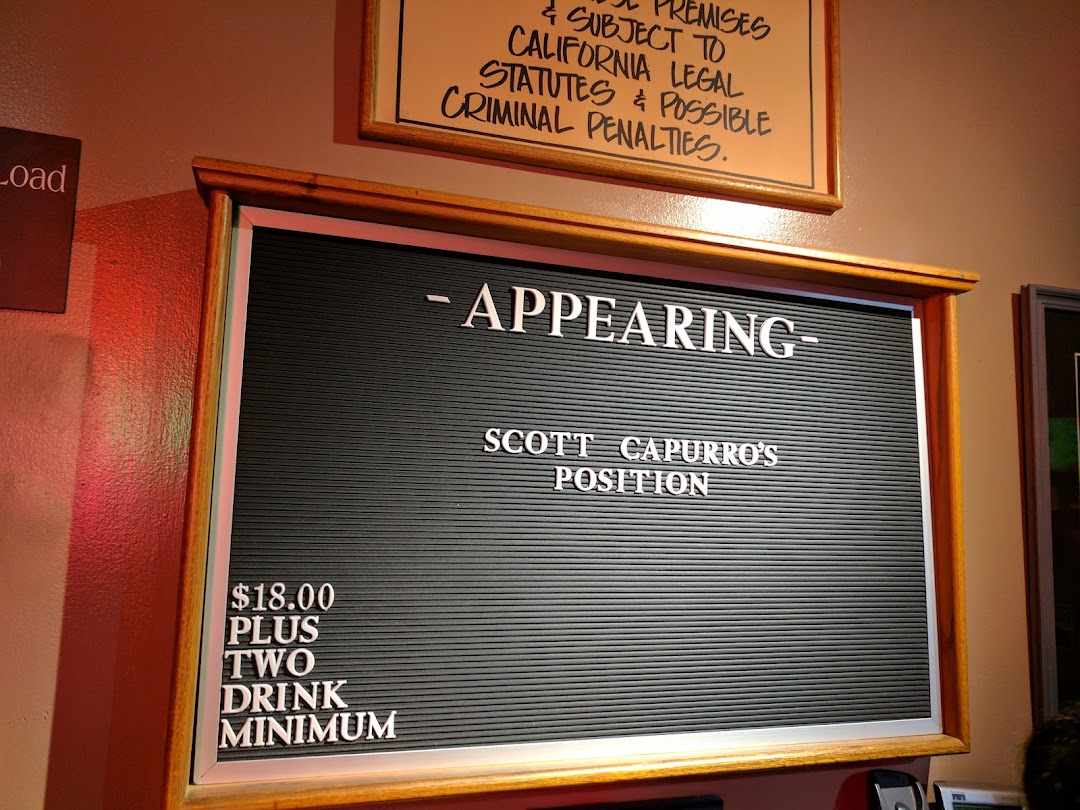 PREMISES
& SUBJECT TO
CALIFORNIA LEGAL
STATUTES & POSSIBLE
CRIMINAL PENALTIES.
Load
-APPEARING-
SCOTT CAPURRO'S
POSITION
$18.00
PLUS
TWO
DRINK
MINIMUM